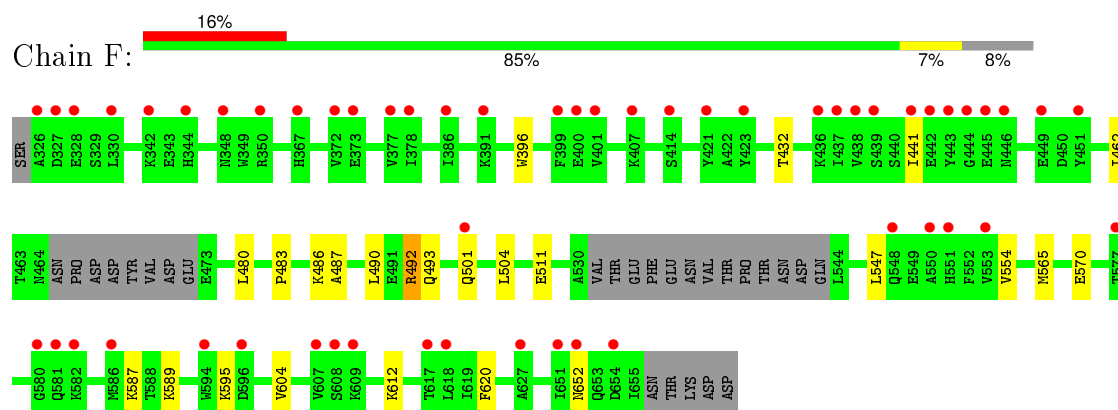 16%
Chain F:
85% 7% 8%
SER A326 D327 E328 S329 L330 K342 E343 H344 N348 W349 R350 H367 V372 E373 V377 I378 I386 K391 W396 F399 E400 V401 K407 S414 Y421 A422 Y423 T432 K436 I437 V438 S439 S440 I441 E442 Y443 G444 E445 N446 E449 D450 Y451 I462
T463 N464 ASN PRO ASP ASP TYR VAL ASP GLU E473 L480 P483 K486 A487 L490 E491 R492 Q493 Q501 L504 E511 A530 VAL THR GLU PHE GLU ASN VAL THR PRO THR ASN ASP GLN L544 L547 Q548 E549 A550 H551 F552 V553 V554 M565 E570 T577
G580 Q581 K582 M586 K587 T588 K589 W594 K595 D596 V604 V607 S608 K609 K612 T617 L618 I619 F620 A627 I651 N652 Q653 D654 I655 ASN THR LYS ASP ASP